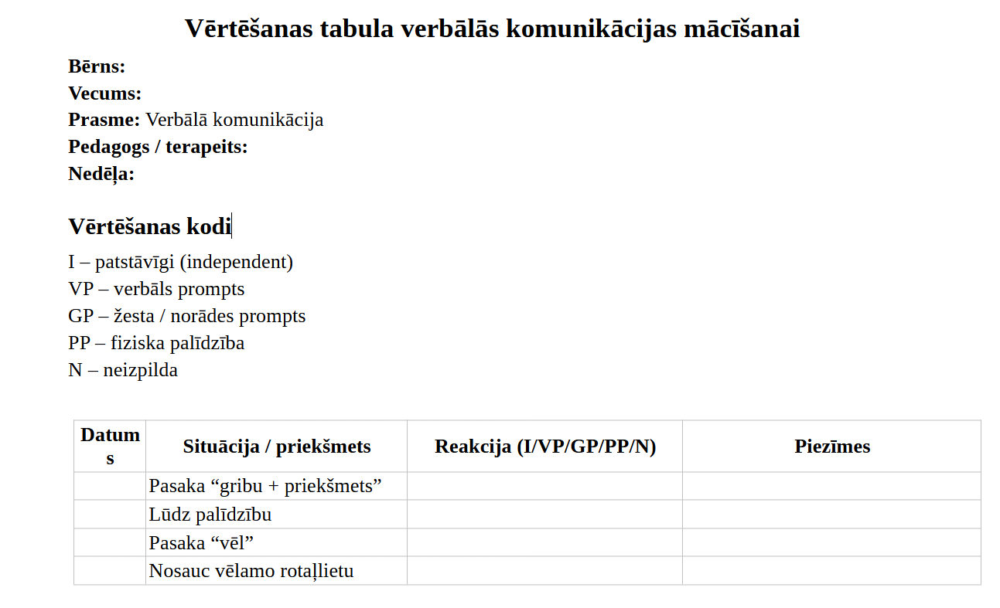 Vērtēšanas tabula verbālās komunikācijas mācīšanai
Bērns:
Vecums:
Prasme: Verbālā komunikācija
Pedagogs / terapeits:
Nedēļa:
Vērtēšanas kodi
I – patstāvīgi (independent)
VP – verbāls prompts
GP – žesta / norādes prompts
PP – fiziska palīdzība
N – neizpilda
Datum
s
Situācija / priekšmets
Reakcija (I/VP/GP/PP/N)
Piezīmes
Pasaka “gribu + priekšmets”
Lūdz palīdzību
Pasaka “vēl”
Nosauc vēlamo rotaļlietu